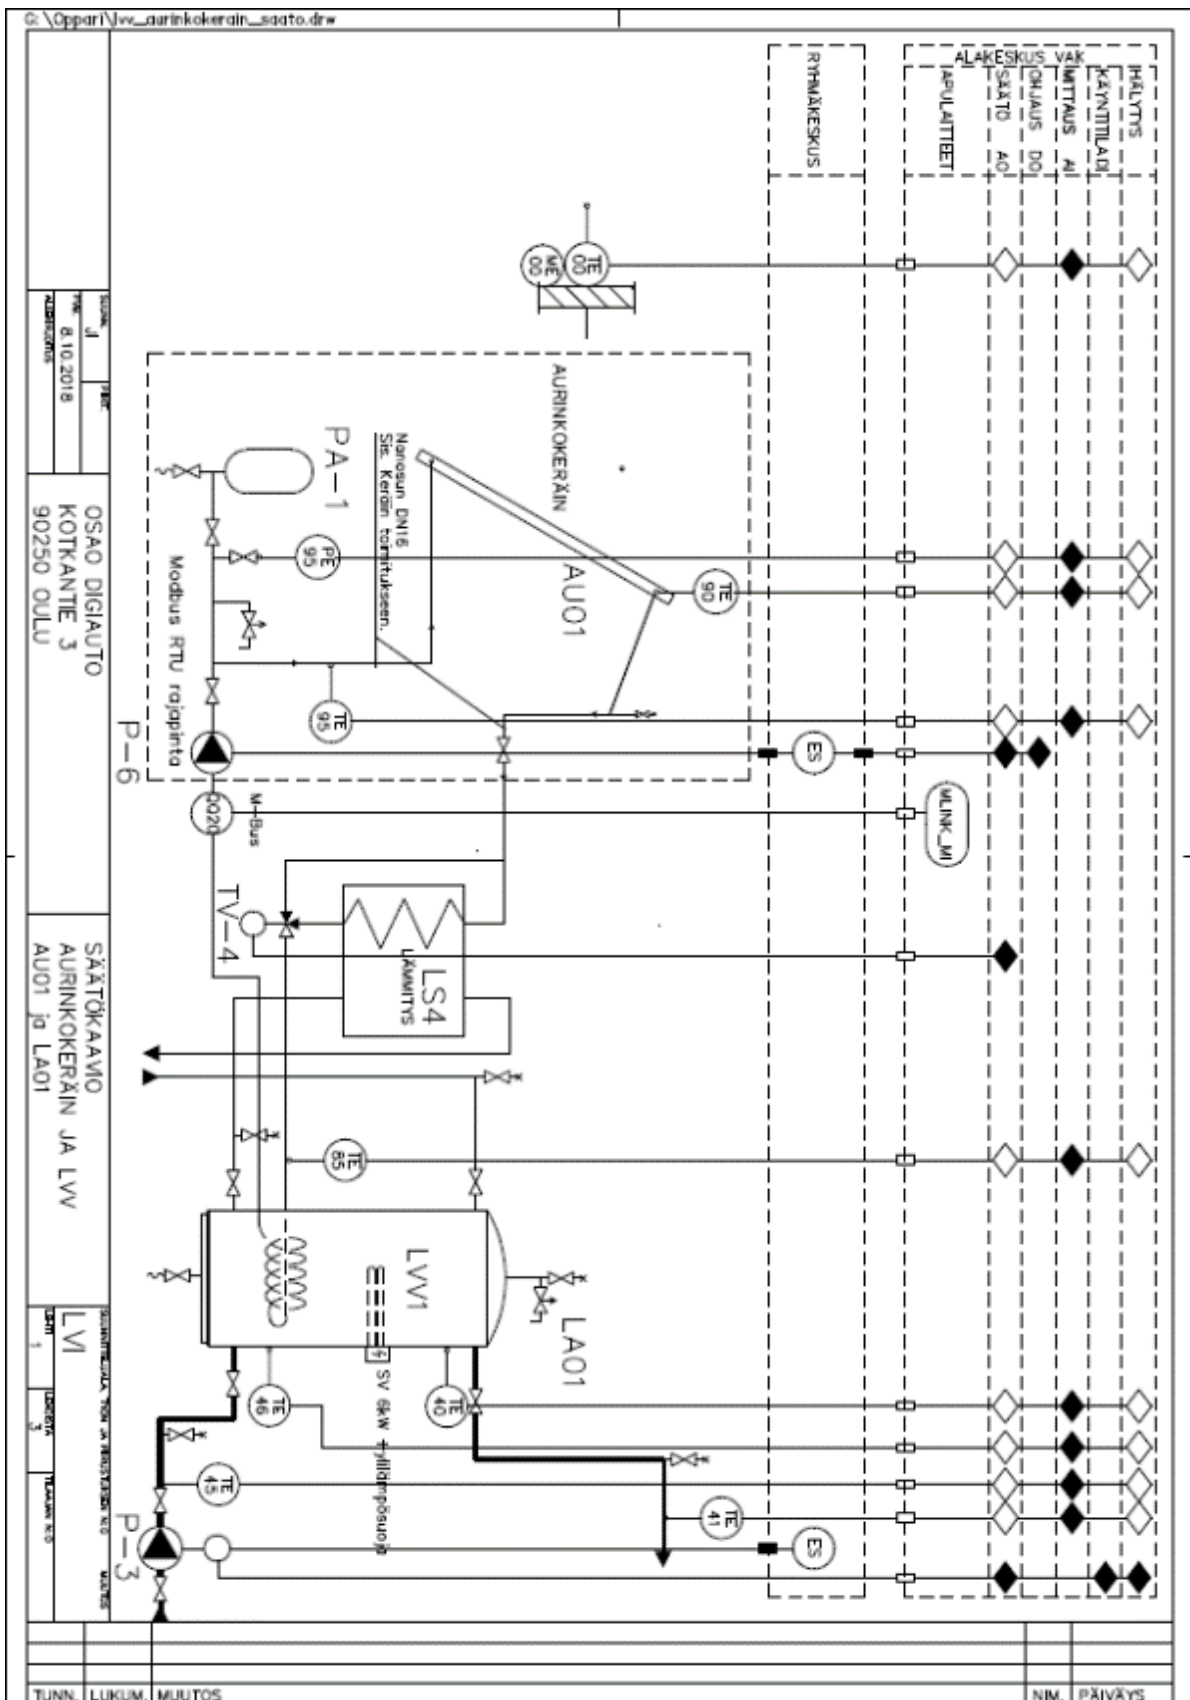 G:\Oppari\lvv_aurinkokerain_saato.drw
ALAKESKUS VAK
HÄLYTYS
KÄYNTITILA DI
MITTAUS AI
OHJAUS DO
SÄÄTÖ AO
APULAITTEET
RYHMÄKESKUS
TE
00
ME
00
AURINKOKERÄIN
AU01
Nanosun DN16
Sis. Keräin toimitukseen.
PA-1
PE
95
TE
90
TE
95
Modbus RTU rajapinta
P-6
ES
MLINK_MI
M-Bus
QQ20
TV-4
LS4
LÄMMITYS
TE
85
LVV1
LA01
SV 6kW +ylilämpösuoja
TE
40
TE
46
TE
45
TE
41
ES
P-3
JI
8.10.2018
OSAO DIGIAUTO
KOTKANTIE 3
90250 OULU
SÄÄTÖKAAVIO
AURINKOKERÄIN JA LVV
AU01 ja LA01
LVI
1
3
MUUTOS
TUNN.
LUKUM.
MUUTOS
NIM.
PÄIVÄYS